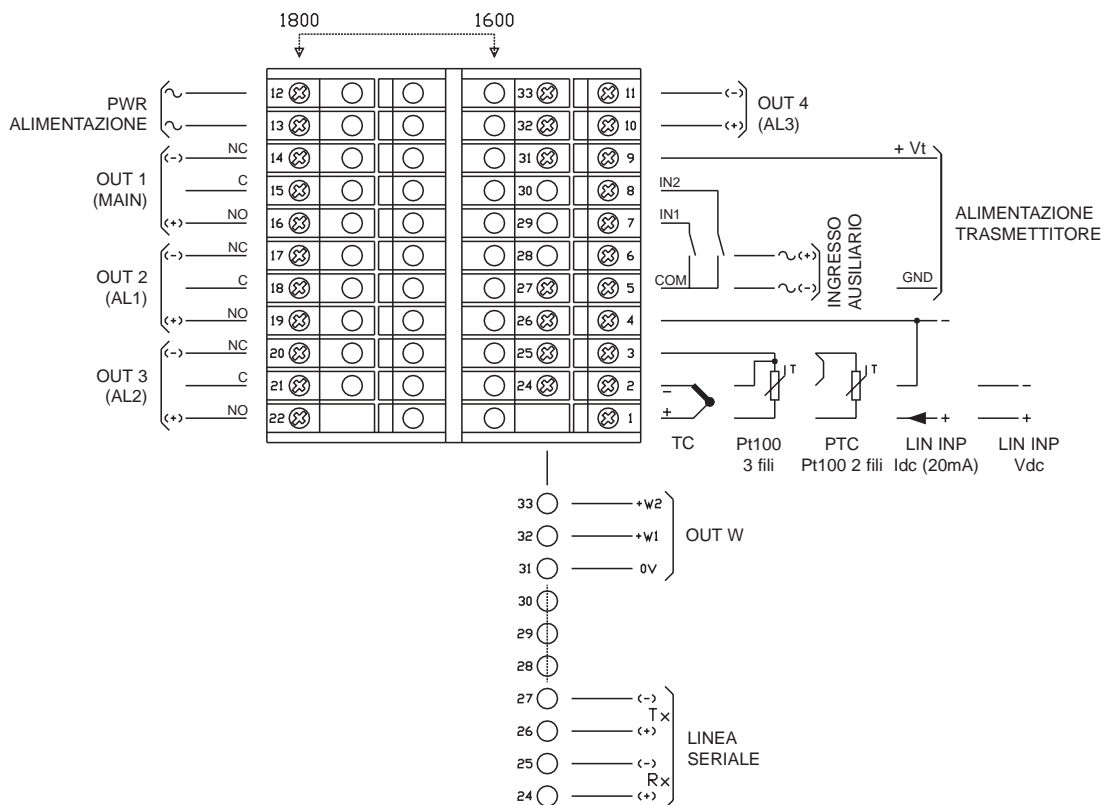 1800 1600
PWR
ALIMENTAZIONE
OUT 1
(MAIN)
(-) NC
C
(+) NO
OUT 2
(AL1)
(-) NC
C
(+) NO
OUT 3
(AL2)
(-) NC
C
(+) NO
12 33 11
13 32 10
14 31 9
15 30 8
16 29 7
17 28 6
18 27 5
19 26 4
20 25 3
21 24 2
22 1
(-)
(+)
OUT 4
(AL3)
+ Vt
IN2
IN1
COM
(+)
(-)
INGRESSO
AUSILIARIO
GND
ALIMENTAZIONE
TRASMETTITORE
−
− T T −
+ + +
TC
Pt100
3 fili
PTC
Pt100 2 fili
LIN INP
Idc (20mA)
LIN INP
Vdc
33 +W2
32 +W1
31 0V
OUT W
30
29
28
27 (-)
Tx
26 (+)
25 (-)
Rx
24 (+)
LINEA
SERIALE